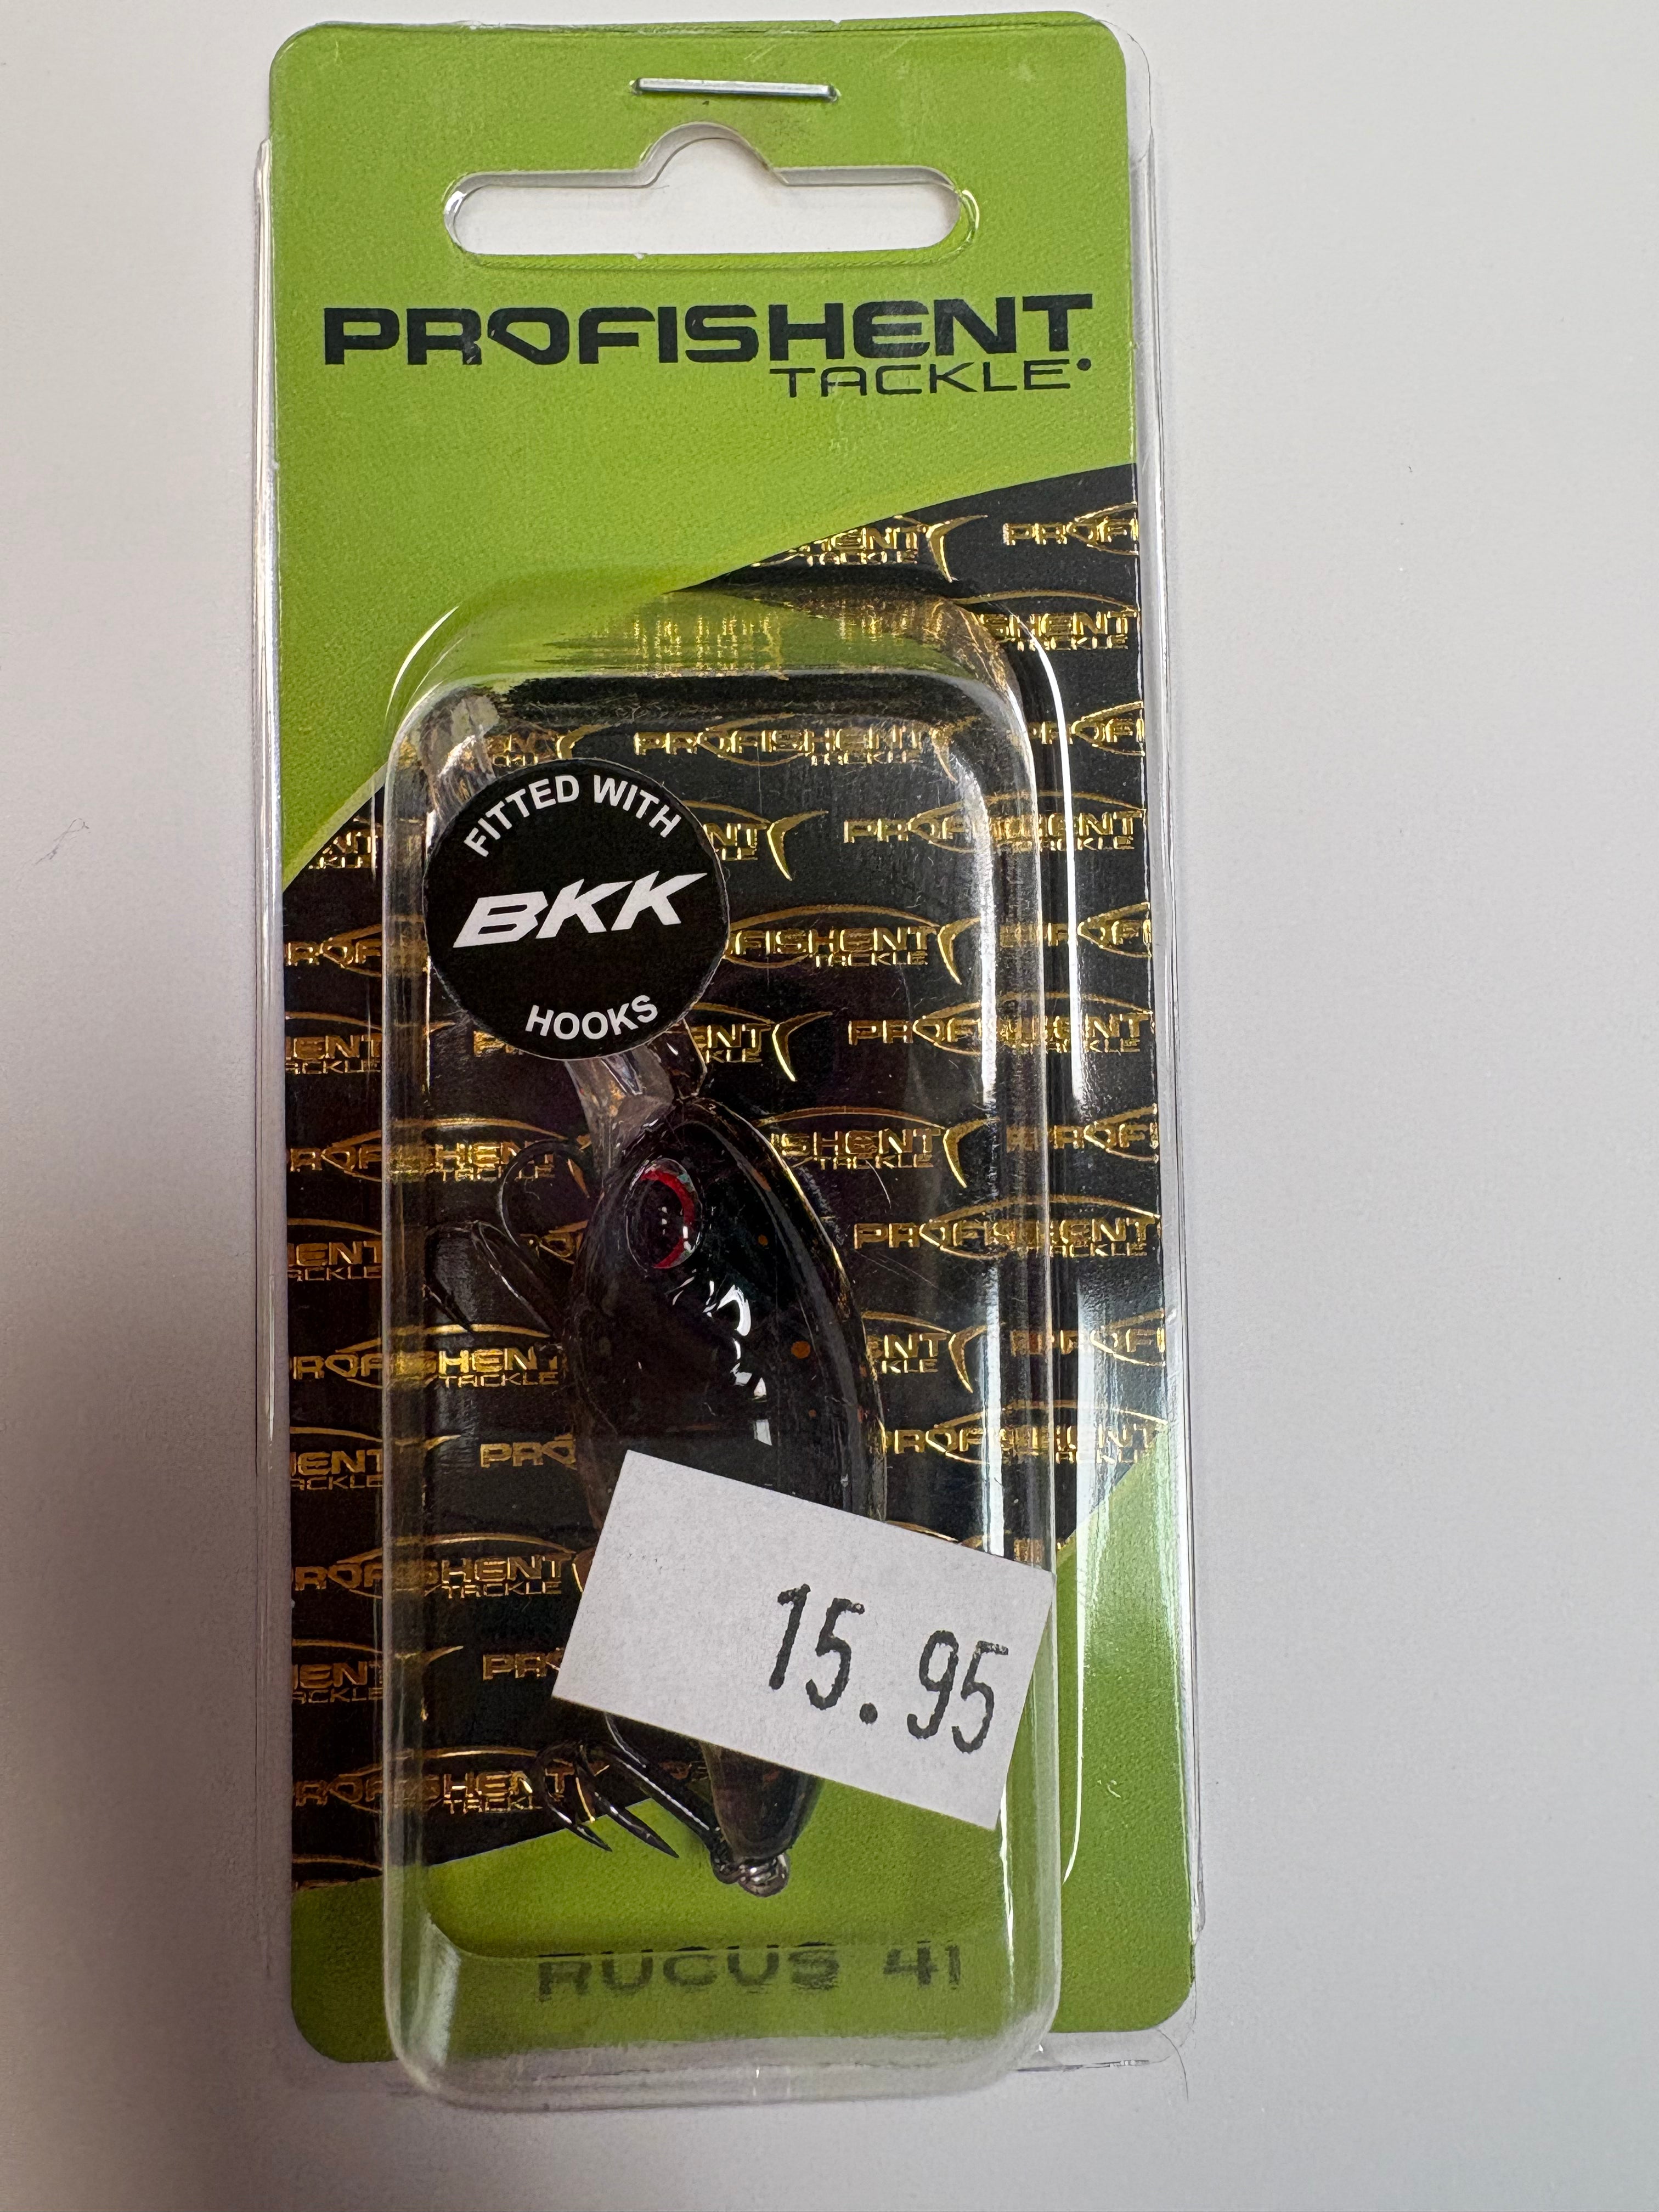 PROFISHENT
TACKLE
FITTED WITH
BKK
HOOKS
15.95
RUCUS 41